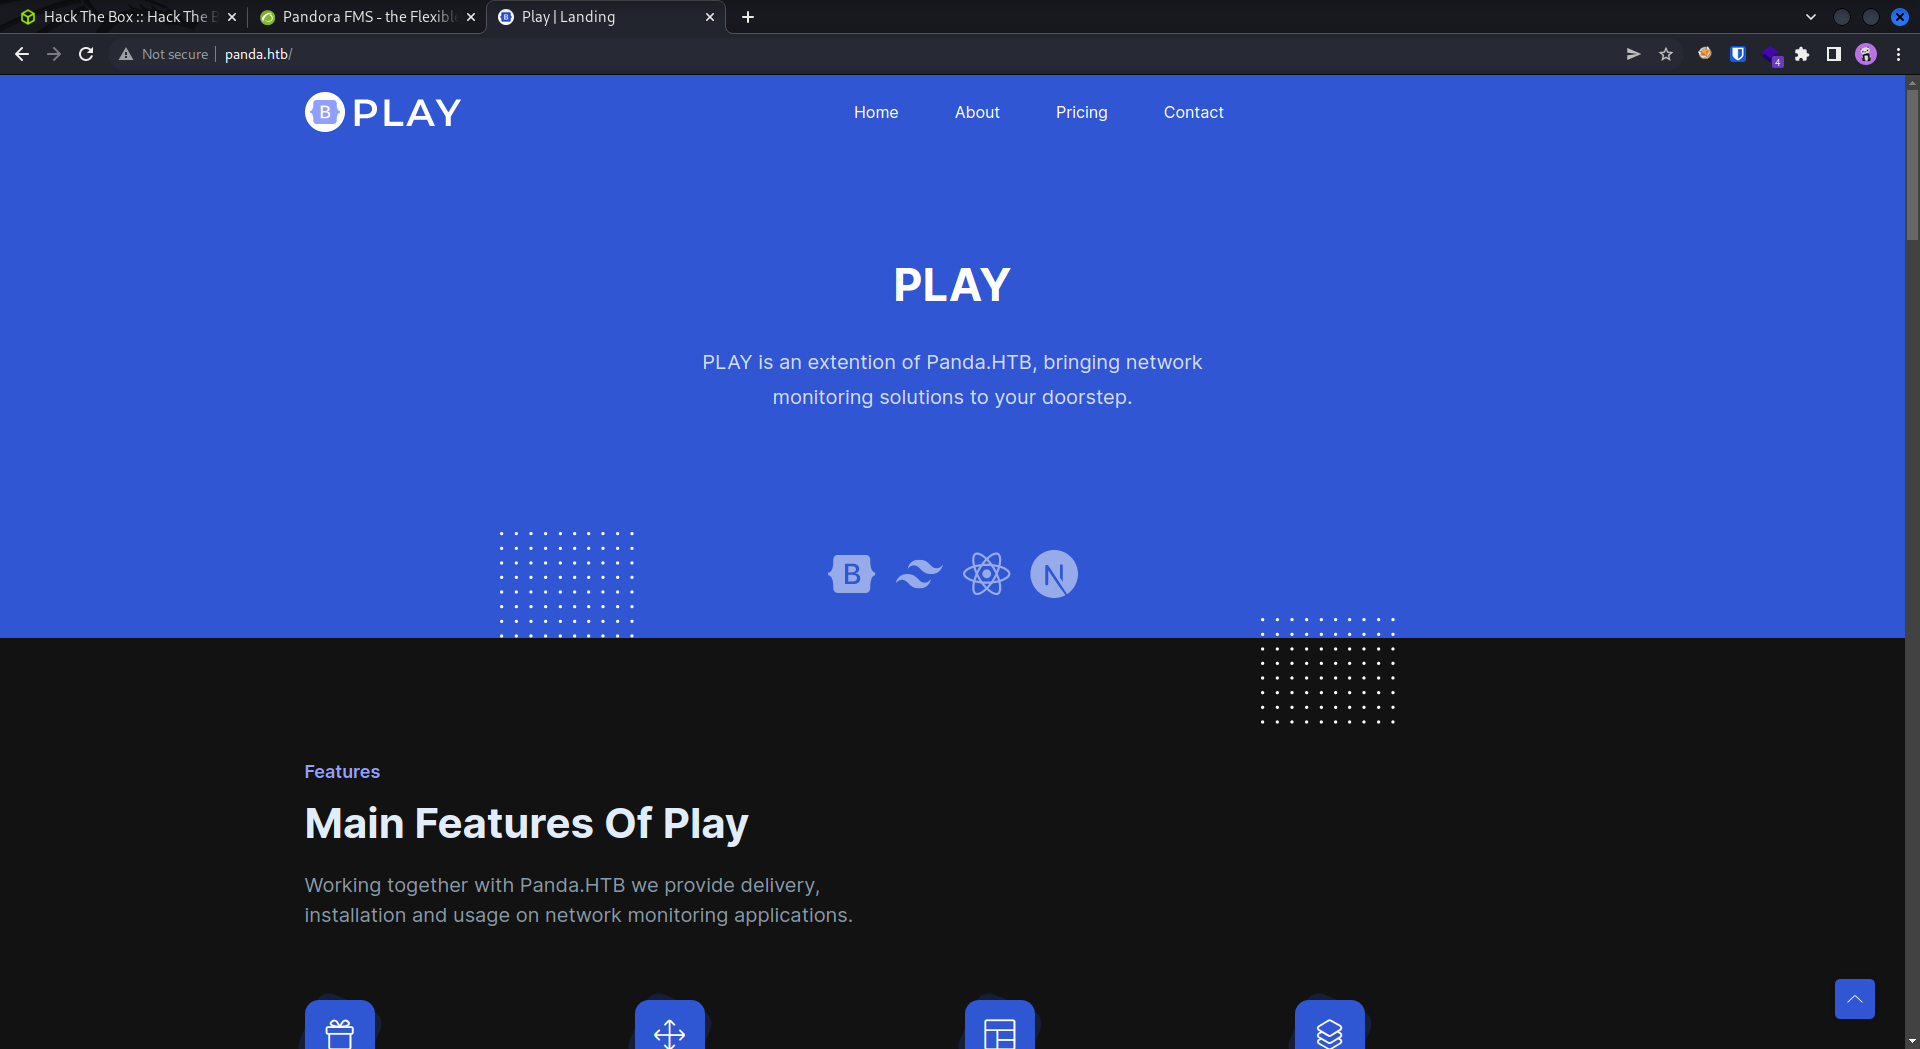 Hack The Box :: Hack The B
Pandora FMS - the Flexible
Play | Landing
Not secure
panda.htb/
4
B PLAY
Home
About
Pricing
Contact
PLAY
PLAY is an extention of Panda.HTB, bringing network
monitoring solutions to your doorstep.
B
N
Features
Main Features Of Play
Working together with Panda.HTB we provide delivery,
installation and usage on network monitoring applications.